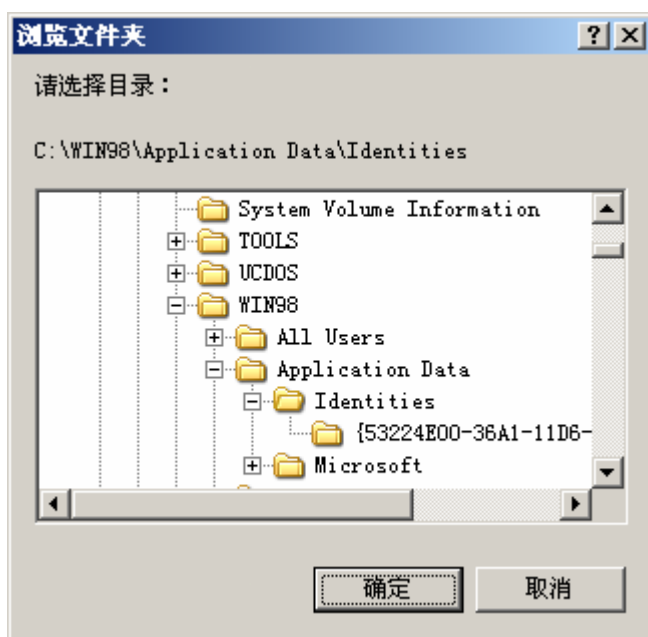 浏览文件夹
请选择目录：
C:\WIN98\Application Data\Identities
System Volume Information
TOOLS
UCDOS
WIN98
All Users
Application Data
Identities
{53224E00-36A1-11D6-
Microsoft
确定
取消